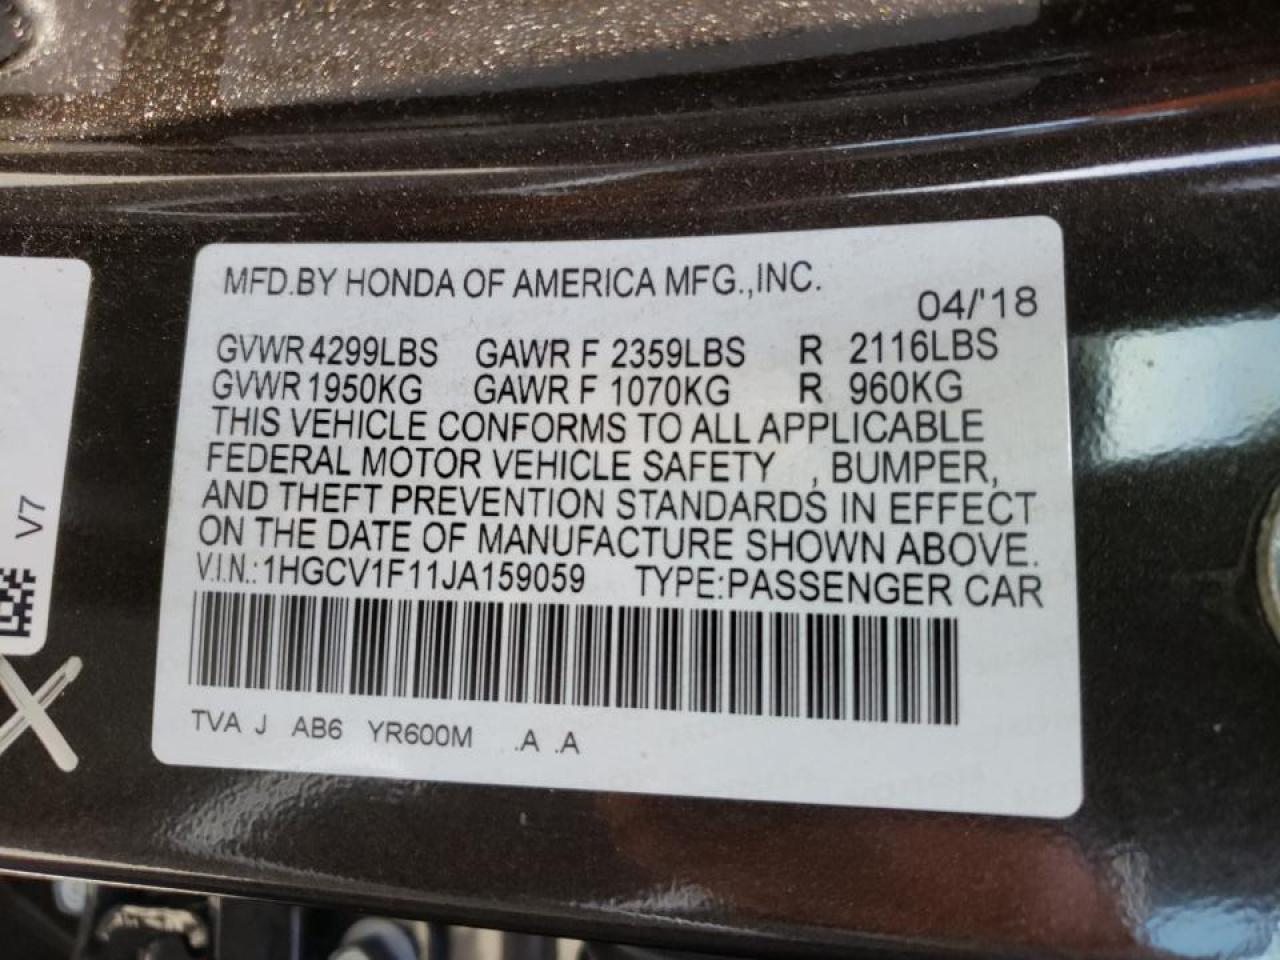 MFD.BY HONDA OF AMERICA MFG.,INC.
04/'18
GVWR 4299LBS GAWR F 2359LBS R 2116LBS
GVWR 1950KG GAWR F 1070KG R 960KG
THIS VEHICLE CONFORMS TO ALL APPLICABLE
FEDERAL MOTOR VEHICLE SAFETY , BUMPER,
AND THEFT PREVENTION STANDARDS IN EFFECT
ON THE DATE OF MANUFACTURE SHOWN ABOVE.
V.I.N.: 1HGCV1F11JA159059 TYPE:PASSENGER CAR
TVA J AB6 YR600M .A .A
V7
X